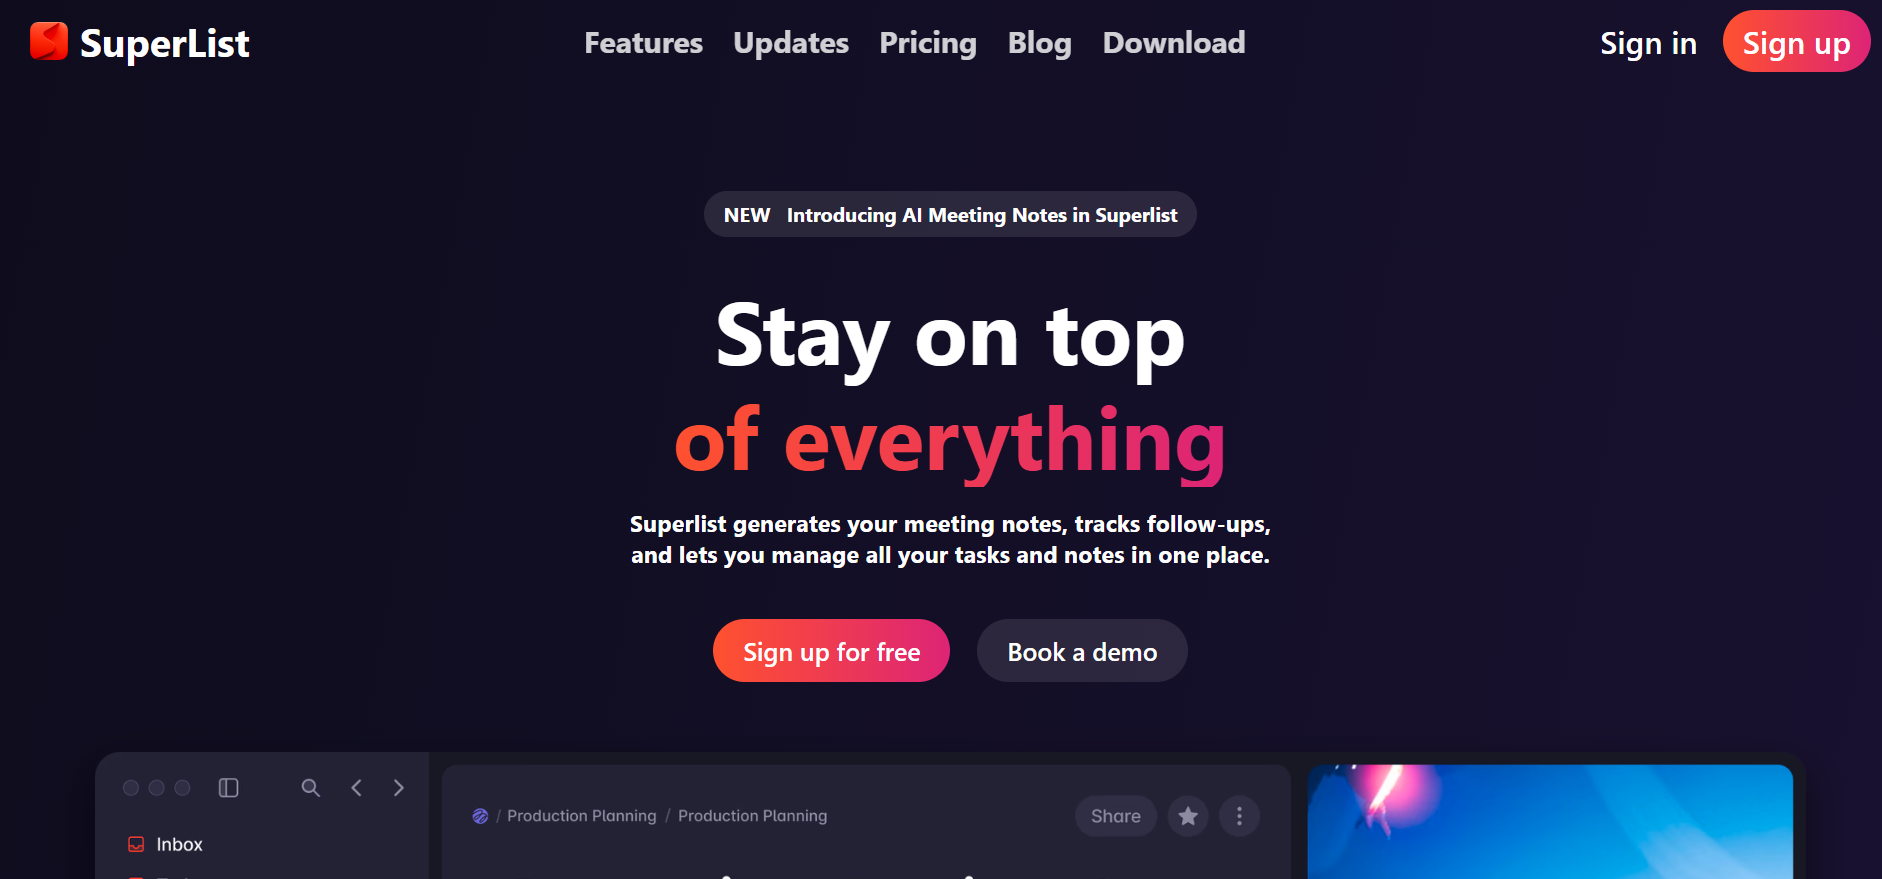 SuperList
Features Updates Pricing Blog Download
Sign in Sign up
NEW Introducing AI Meeting Notes in Superlist
Stay on top
of everything
Superlist generates your meeting notes, tracks follow-ups,
and lets you manage all your tasks and notes in one place.
Sign up for free Book a demo
/ Production Planning / Production Planning
Share
Inbox